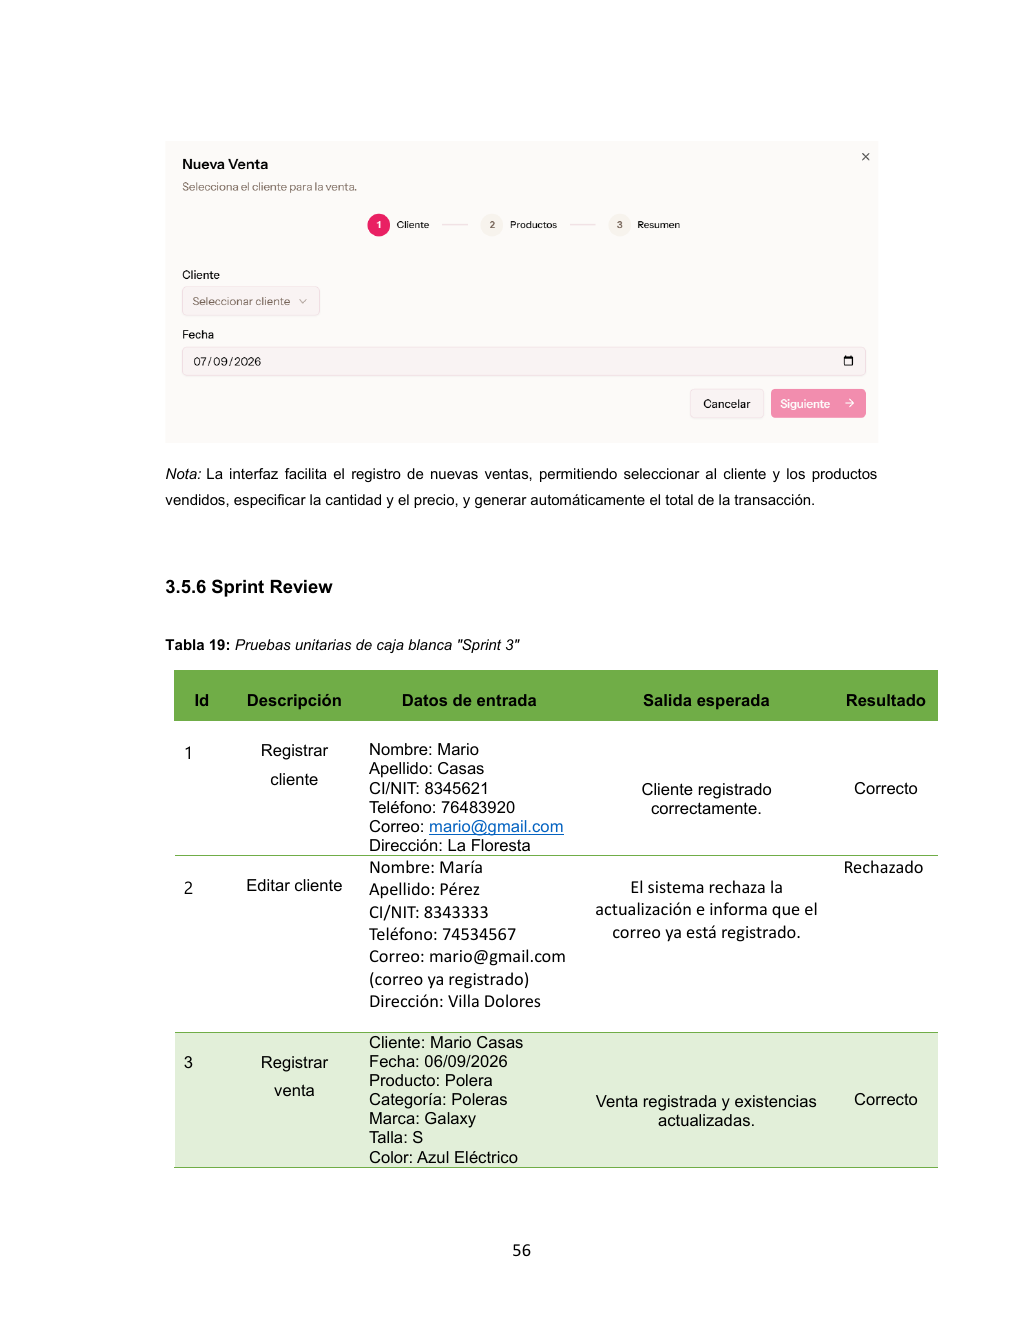 Nueva Venta
Selecciona el cliente para la venta.
1 Cliente 2 Productos 3 Resumen
Cliente
Seleccionar cliente
Fecha
07/09/2026
Cancelar Siguiente →
Nota: La interfaz facilita el registro de nuevas ventas, permitiendo seleccionar al cliente y los productos
vendidos, especificar la cantidad y el precio, y generar automáticamente el total de la transacción.
3.5.6 Sprint Review
Tabla 19: Pruebas unitarias de caja blanca "Sprint 3"
Id Descripción Datos de entrada Salida esperada Resultado
1
Registrar
cliente
Nombre: Mario
Apellido: Casas
CI/NIT: 8345621
Teléfono: 76483920
Correo: mario@gmail.com
Dirección: La Floresta
Cliente registrado
correctamente.
Correcto
2
Editar cliente
Nombre: María
Apellido: Pérez
CI/NIT: 8343333
Teléfono: 74534567
Correo: mario@gmail.com
(correo ya registrado)
Dirección: Villa Dolores
El sistema rechaza la
actualización e informa que el
correo ya está registrado.
Rechazado
3
Registrar
venta
Cliente: Mario Casas
Fecha: 06/09/2026
Producto: Polera
Categoría: Poleras
Marca: Galaxy
Talla: S
Color: Azul Eléctrico
Venta registrada y existencias
actualizadas.
Correcto
56